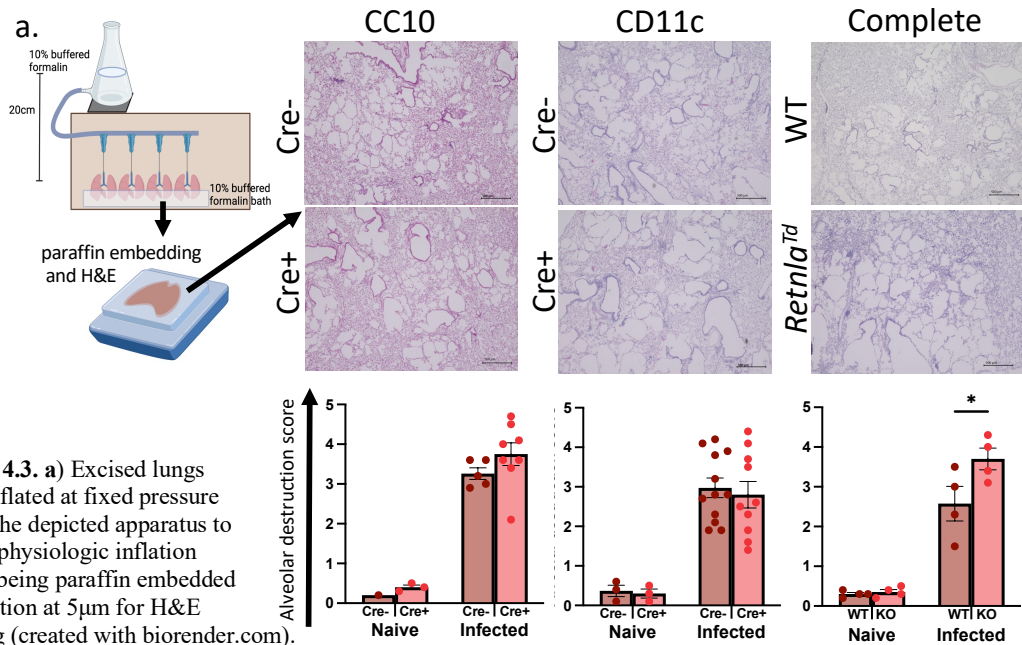 a.
10% buffered
formalin
20cm
10% buffered
formalin bath
paraffin embedding
and H&E
CC10
CD11c
Complete
Cre-
Cre-
WT
Cre+
Cre+
Retnlaᵀᵈ
Alveolar destruction score
5
4
3
2
1
0
Cre- Cre+ Cre- Cre+
Naive Infected
5
4
3
2
1
0
Cre- Cre+ Cre- Cre+
Naive Infected
5
4
3
2
1
0
*
WT KO WT KO
Naive Infected
4.3. a) Excised lungs
flated at fixed pressure
he depicted apparatus to
physiologic inflation
being paraffin embedded
tion at 5µm for H&E
g (created with biorender.com).